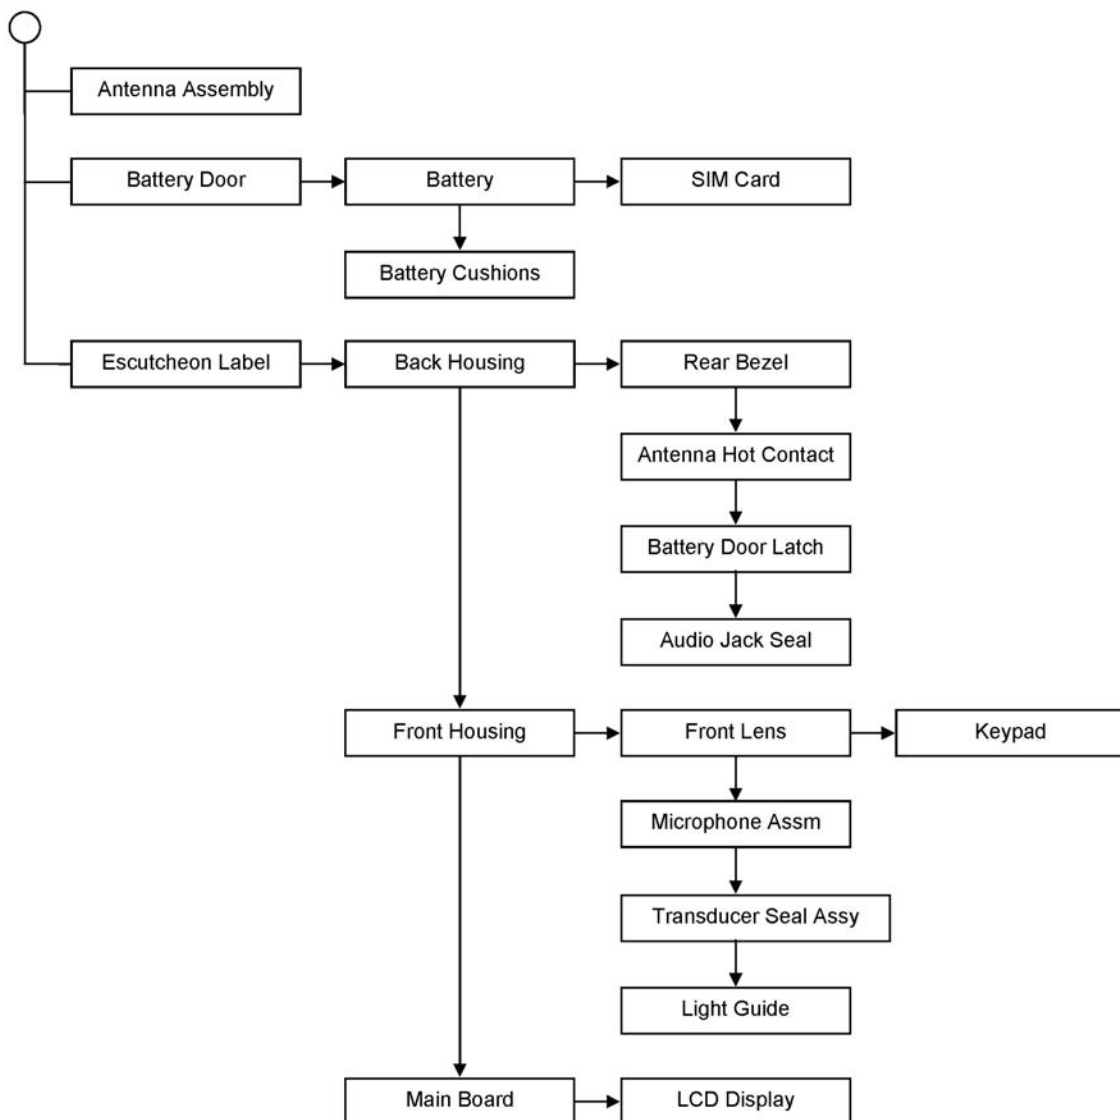 Antenna Assembly
Battery Door
Battery
SIM Card
Battery Cushions
Escutcheon Label
Back Housing
Rear Bezel
Antenna Hot Contact
Battery Door Latch
Audio Jack Seal
Front Housing
Front Lens
Keypad
Microphone Assm
Transducer Seal Assy
Light Guide
Main Board
LCD Display